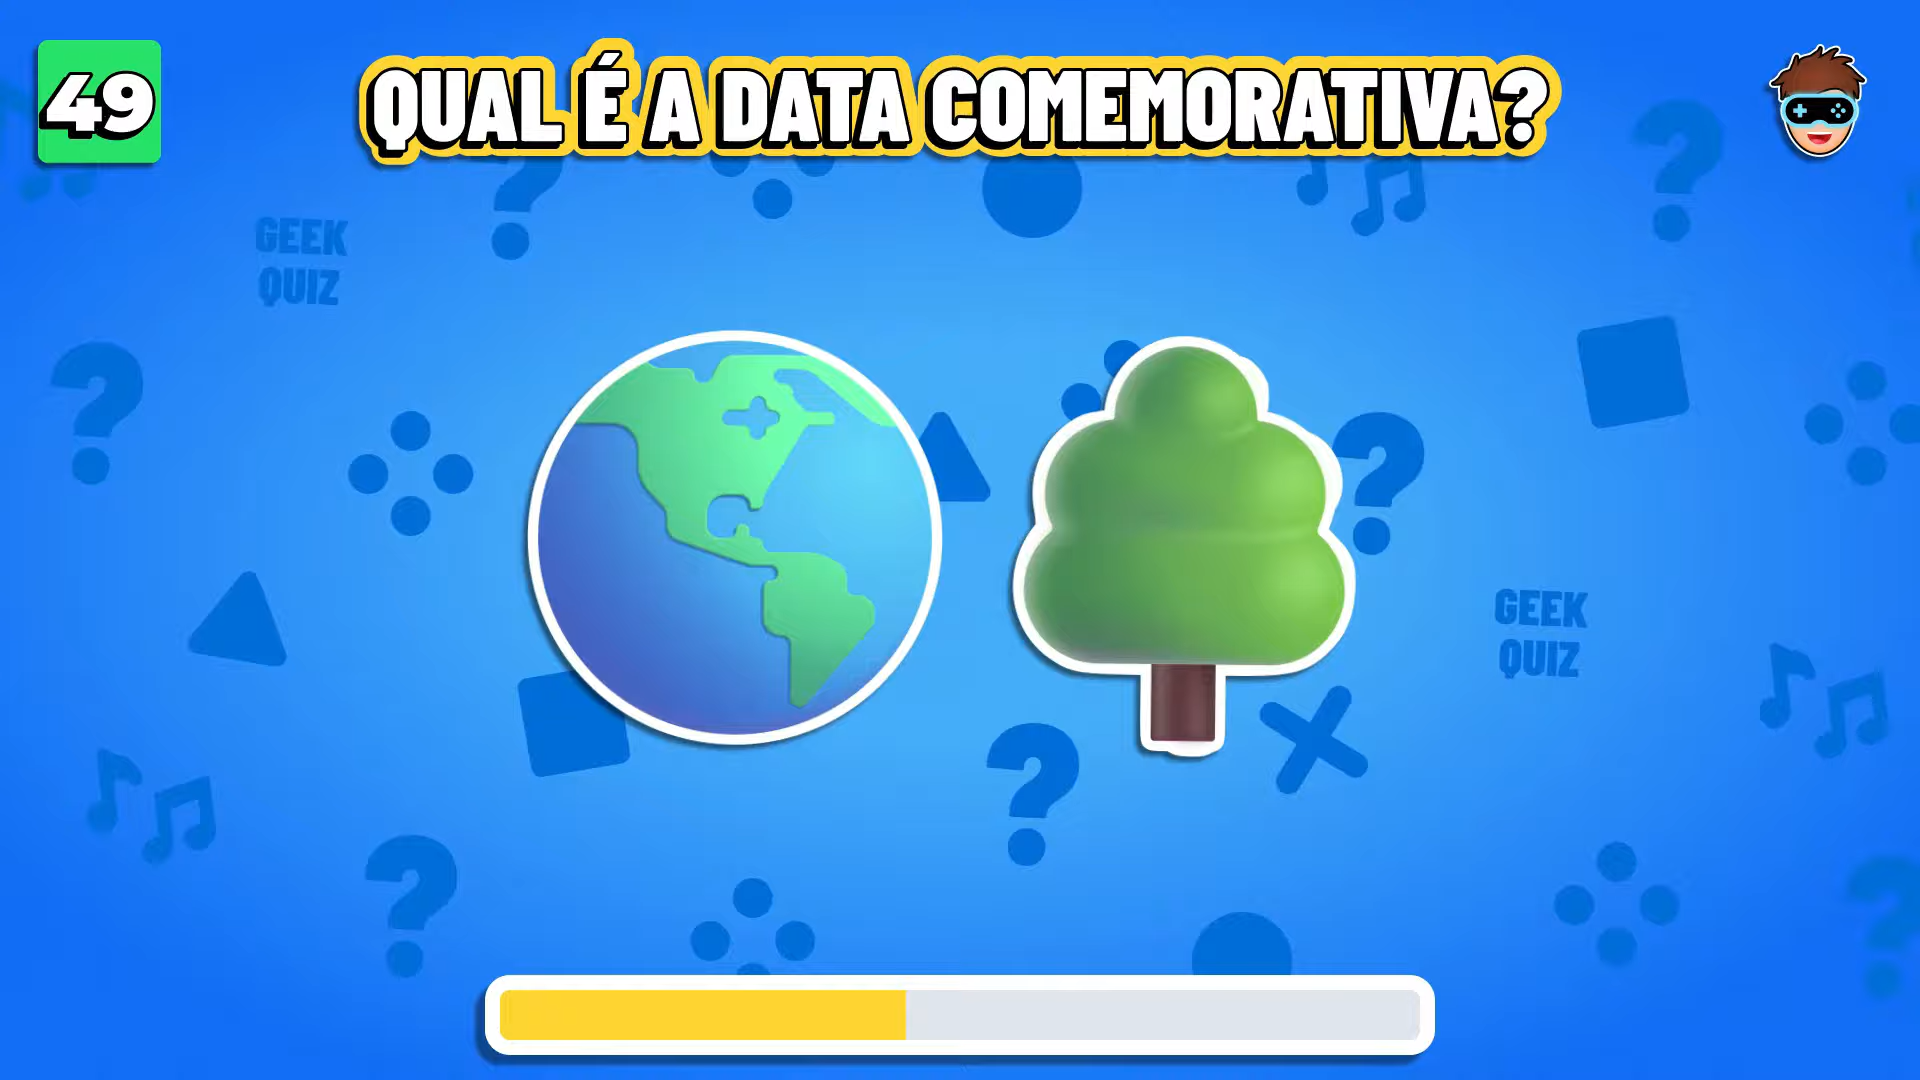 49
QUAL É A DATA COMEMORATIVA?
GEEK
QUIZ
GEEK
QUIZ